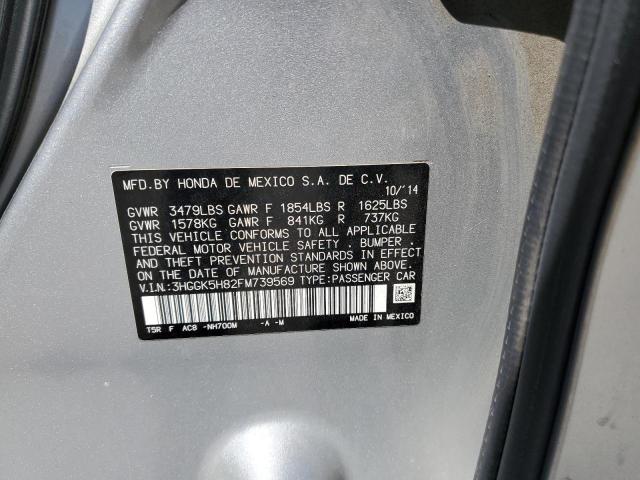 MFD.BY HONDA DE MEXICO S.A. DE C.V.
10/'14
GVWR 3479LBS GAWR F 1854LBS R 1625LBS
GVWR 1578KG GAWR F 841KG R 737KG
THIS VEHICLE CONFORMS TO ALL APPLICABLE
FEDERAL MOTOR VEHICLE SAFETY . BUMPER .
AND THEFT PREVENTION STANDARDS IN EFFECT
ON THE DATE OF MANUFACTURE SHOWN ABOVE.
V.I.N.:3HGGK5H82FM739569 TYPE:PASSENGER CAR
T5R F AC8 -NH700M -A -M MADE IN MEXICO